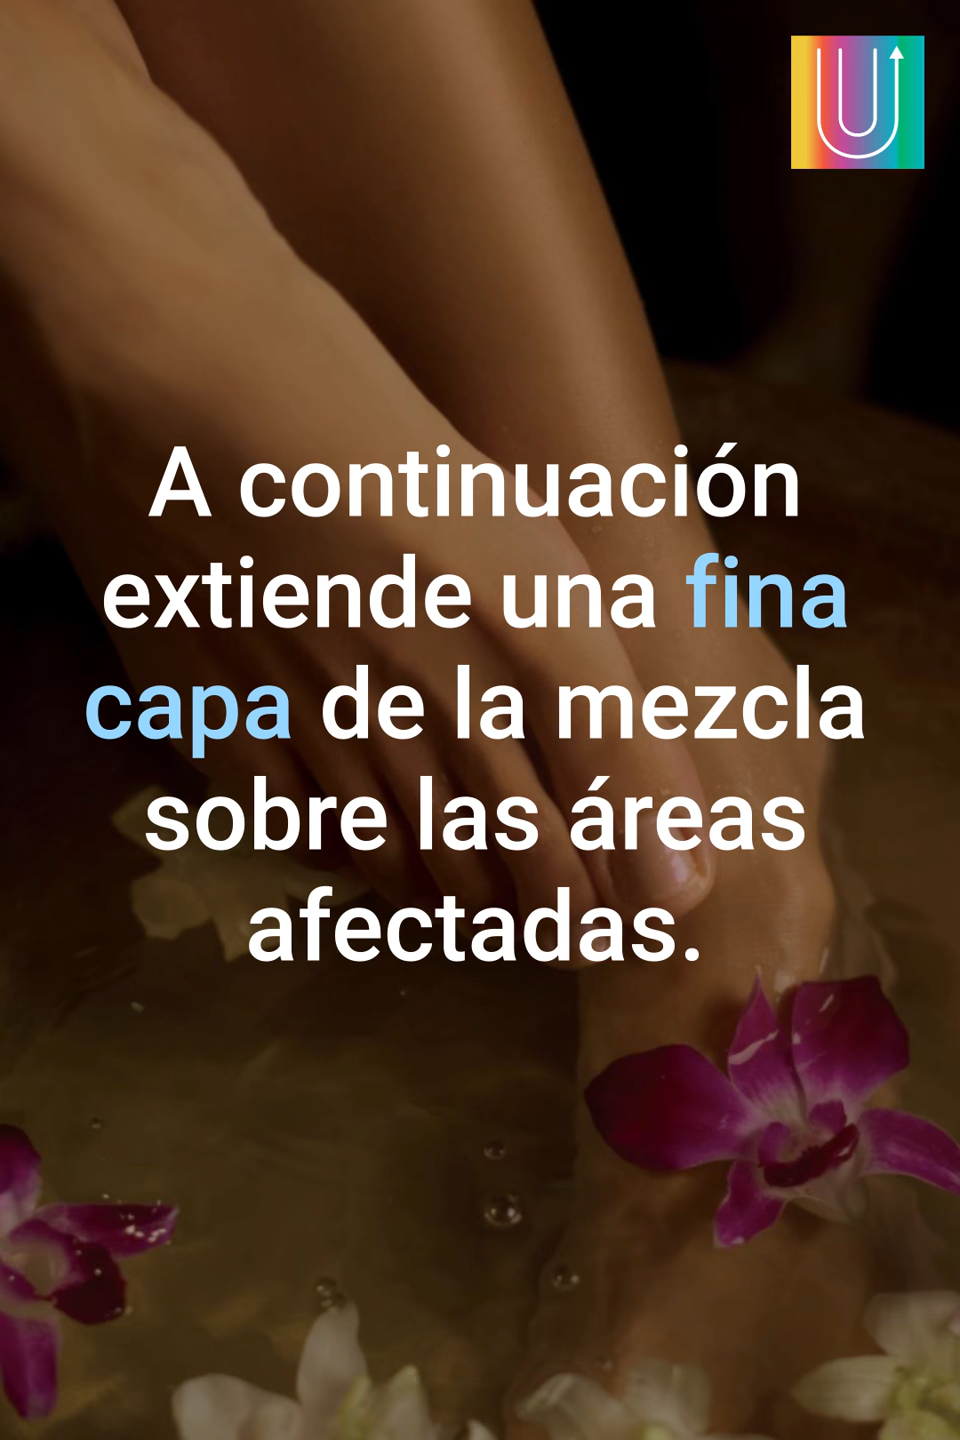 A continuación
extiende una fina
capa de la mezcla
sobre las áreas
afectadas.